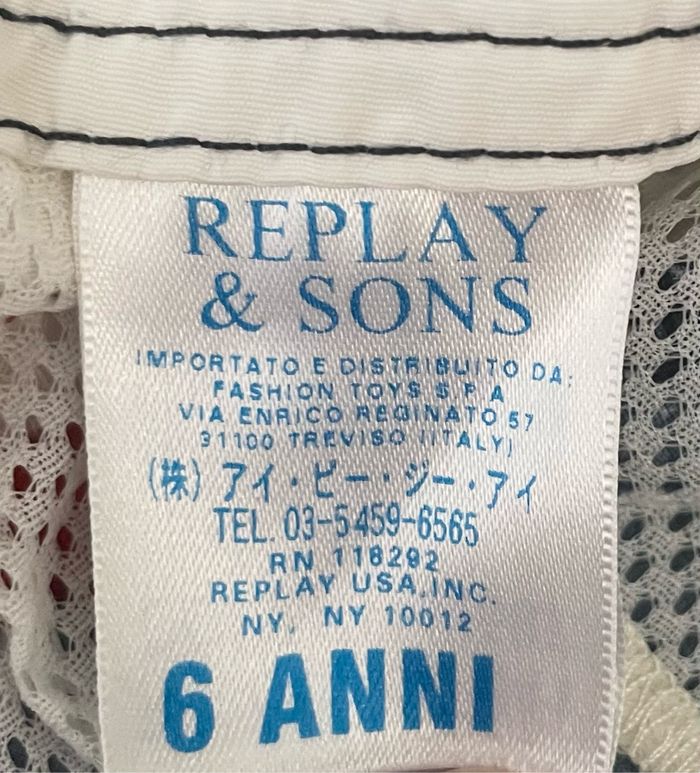 REPLAY
& SONS
IMPORTATO E DISTRIBUITO DA:
FASHION TOYS S.P.A
VIA ENRICO REGINATO 57
31100 TREVISO (ITALY)
(株) アイ・ピー・ジー・アイ
TEL. 03-5459-6565
RN 118292
REPLAY USA, INC.
NY, NY 10012
6 ANNI